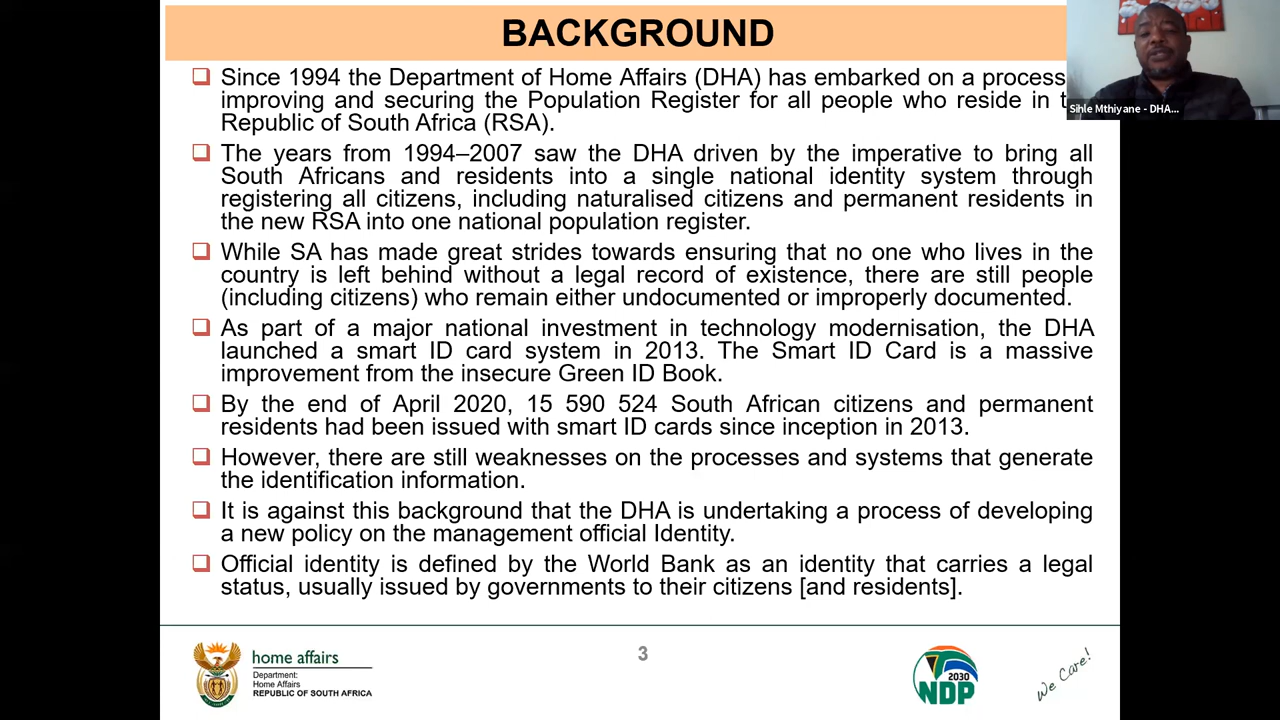 BACKGROUND
Since 1994 the Department of Home Affairs (DHA) has embarked on a process
improving and securing the Population Register for all people who reside in
Republic of South Africa (RSA).
The years from 1994–2007 saw the DHA driven by the imperative to bring all
South Africans and residents into a single national identity system through
registering all citizens, including naturalised citizens and permanent residents in
the new RSA into one national population register.
While SA has made great strides towards ensuring that no one who lives in the
country is left behind without a legal record of existence, there are still people
(including citizens) who remain either undocumented or improperly documented.
As part of a major national investment in technology modernisation, the DHA
launched a smart ID card system in 2013. The Smart ID Card is a massive
improvement from the insecure Green ID Book.
By the end of April 2020, 15 590 524 South African citizens and permanent
residents had been issued with smart ID cards since inception in 2013.
However, there are still weaknesses on the processes and systems that generate
the identification information.
It is against this background that the DHA is undertaking a process of developing
a new policy on the management official Identity.
Official identity is defined by the World Bank as an identity that carries a legal
status, usually issued by governments to their citizens [and residents].
Sihle Mthiyane - DHA...
home affairs
Department:
Home Affairs
REPUBLIC OF SOUTH AFRICA
3
2030
NDP
We Care!